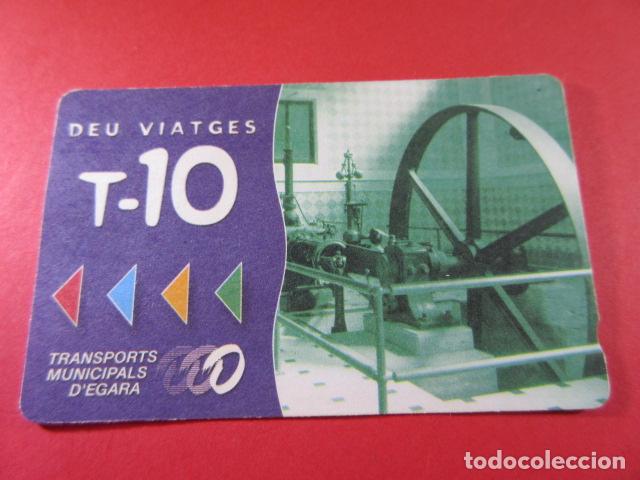 DEU VIATGES
T-10
TRANSPORTS
MUNICIPALS
D'EGARA
todocoleccion